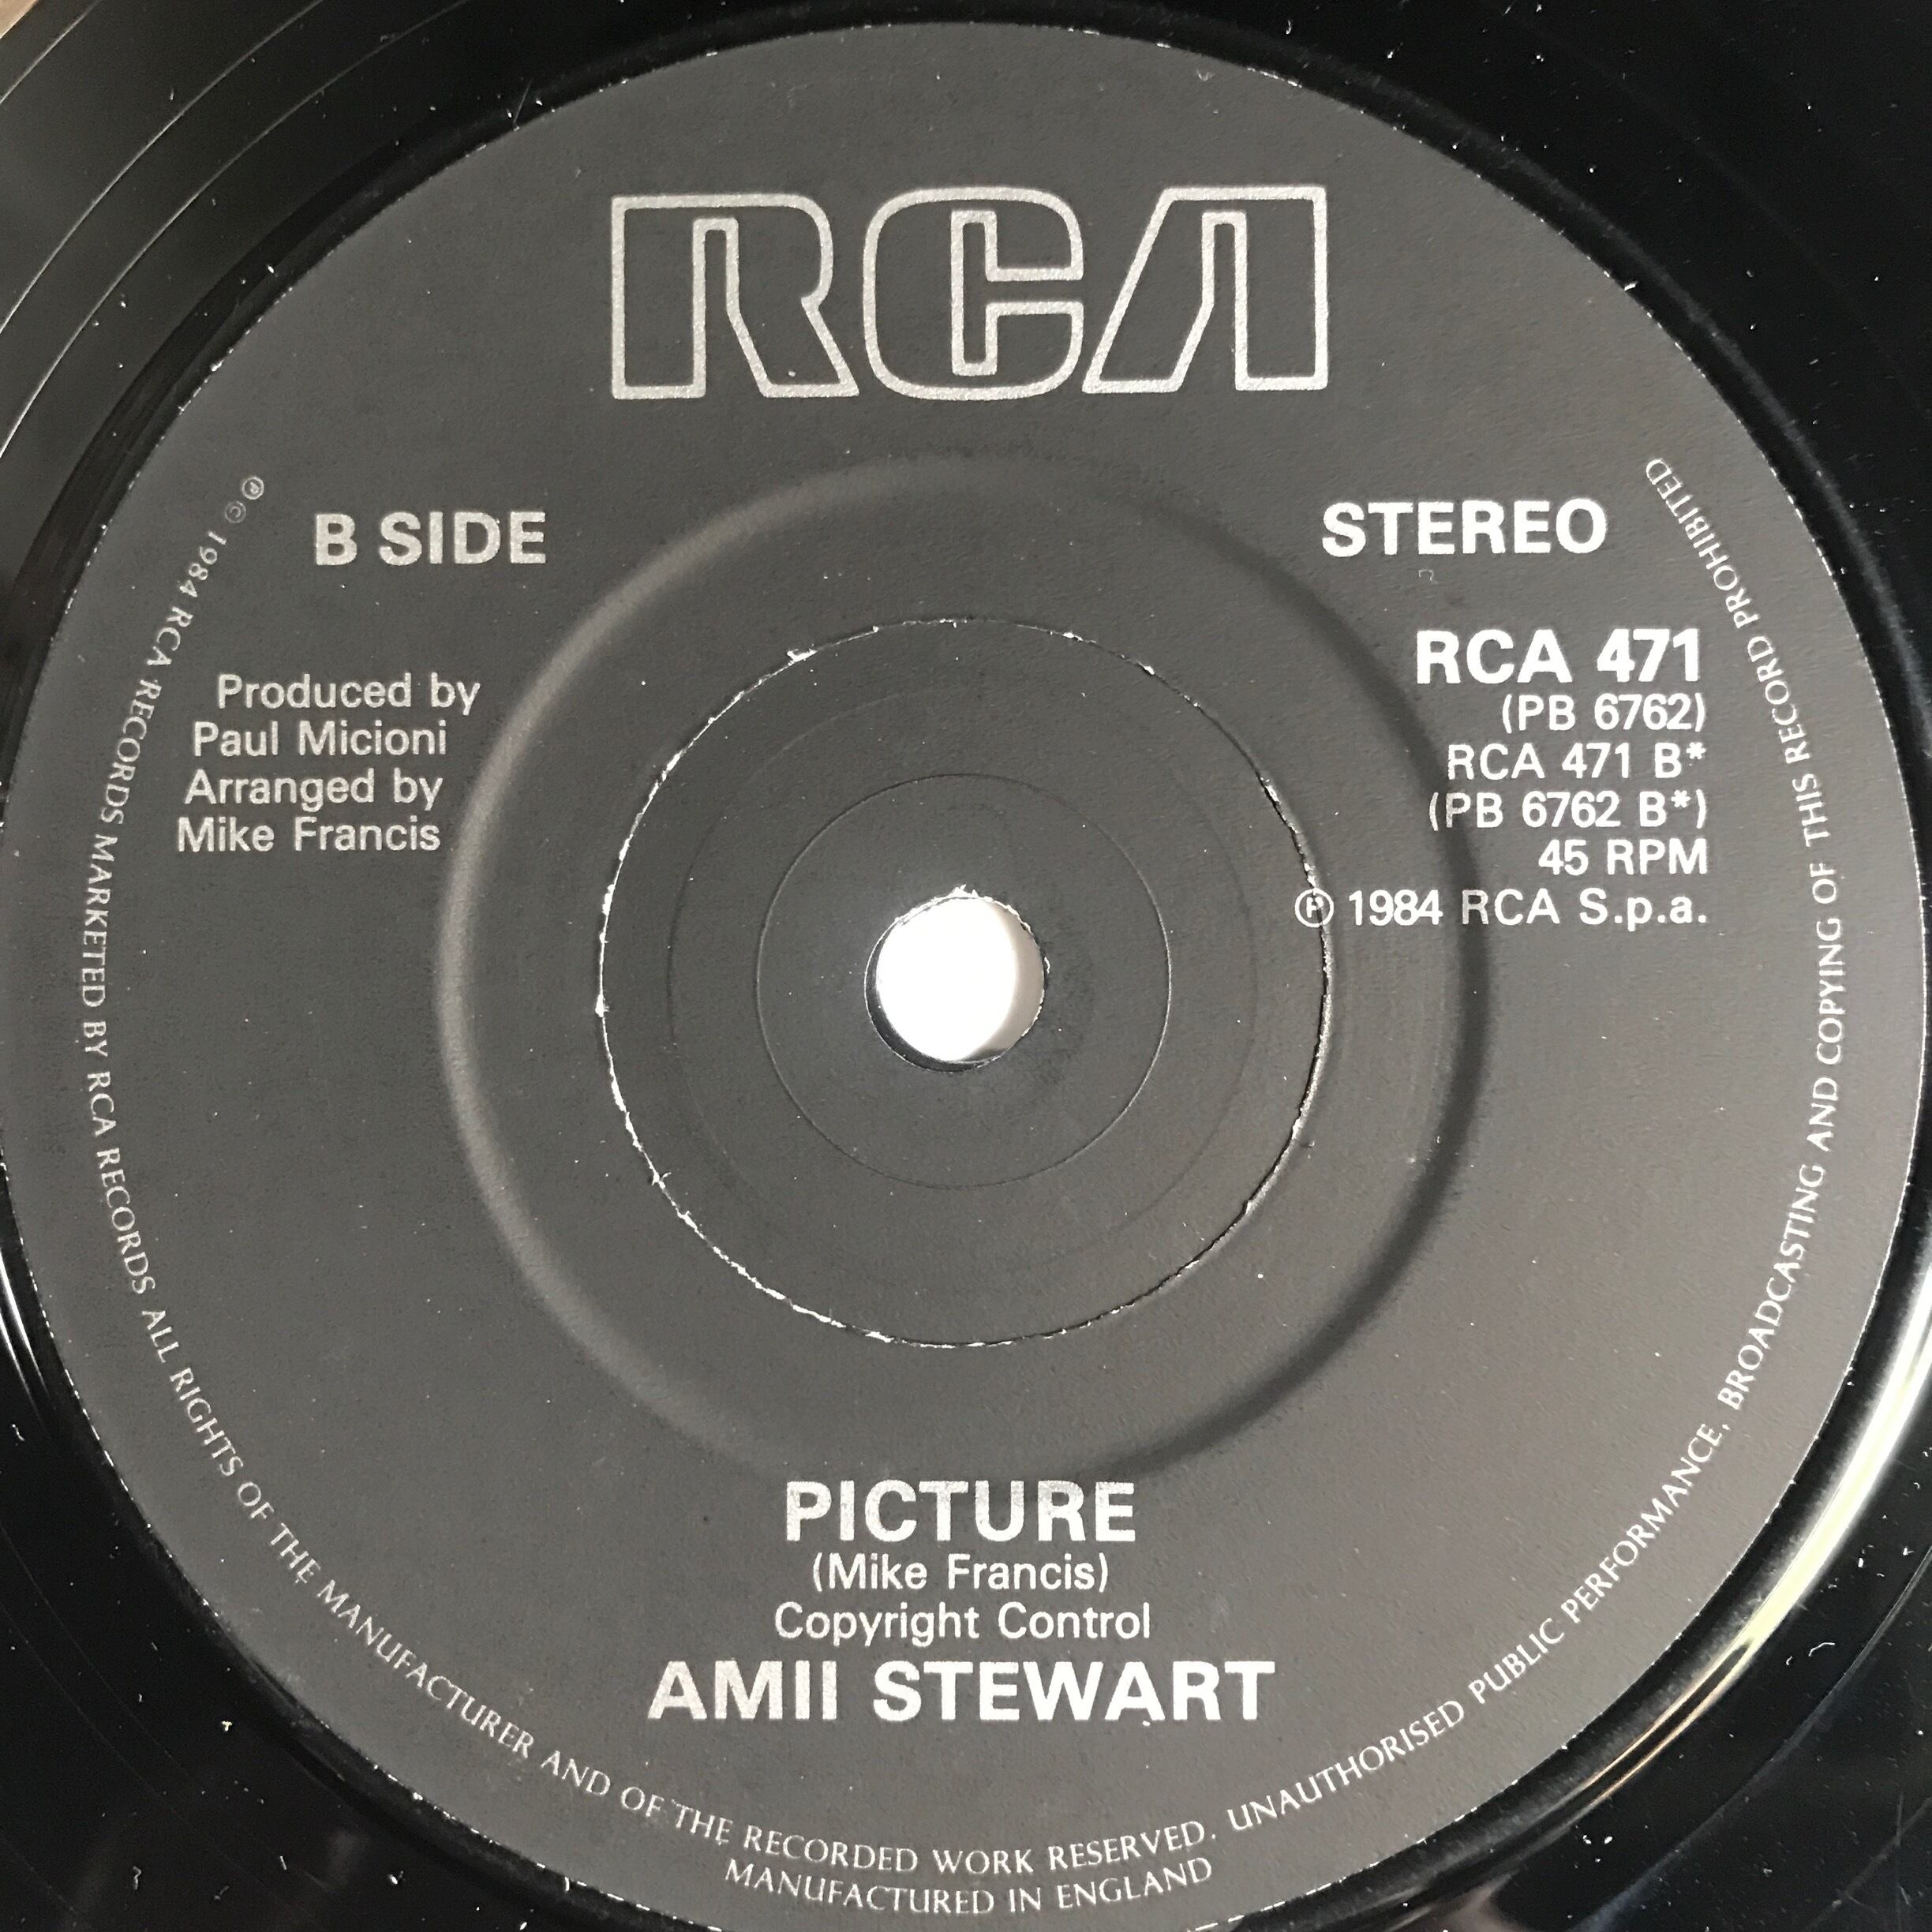 RCA
B SIDE
STEREO
Produced by
Paul Micioni
Arranged by
Mike Francis
RCA 471
(PB 6762)
RCA 471 B*
(PB 6762 B*)
45 RPM
℗ 1984 RCA S.p.a.
PICTURE
(Mike Francis)
Copyright Control
AMII STEWART
℗ © 1984 RCA RECORDS MARKETED BY RCA RECORDS ALL RIGHTS OF THE MANUFACTURER AND OF THE RECORDED WORK RESERVED. UNAUTHORISED PUBLIC PERFORMANCE, BROADCASTING AND COPYING OF THIS RECORD PROHIBITED
MANUFACTURED IN ENGLAND